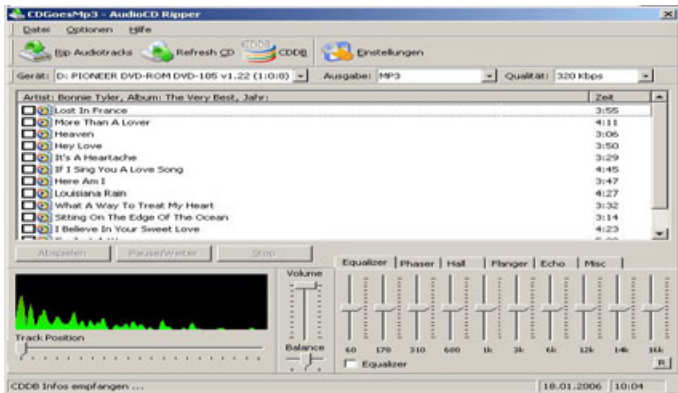 CDGoesMp3 - AudioCD Ripper
Datei Optionen Hilfe
Rip Audiotracks Refresh CD CDDB CDDB Einstellungen
Gerät: D: PIONEER DVD-ROM DVD-105 v1.22 (1:0:0) Ausgabe: MP3 Qualität: 320 Kbps
Artist: Bonnie Tyler, Album: The Very Best, Jahr: Zeit
Lost In France 3:55
More Than A Lover 4:11
Heaven 3:06
Hey Love 3:50
It's A Heartache 3:29
If I Sing You A Love Song 4:45
Here Am I 3:47
Louisiana Rain 4:27
What A Way To Treat My Heart 3:32
Sitting On The Edge Of The Ocean 3:14
I Believe In Your Sweet Love 4:23
Abspielen Pause/Weiter Stop
Equalizer Phaser Hall Flanger Echo Misc
Volume
Track Position
Balance
60 170 310 600 1k 3k 6k 12k 14k 16k
Equalizer R
CDDB Infos empfangen ... 18.01.2006 10:04